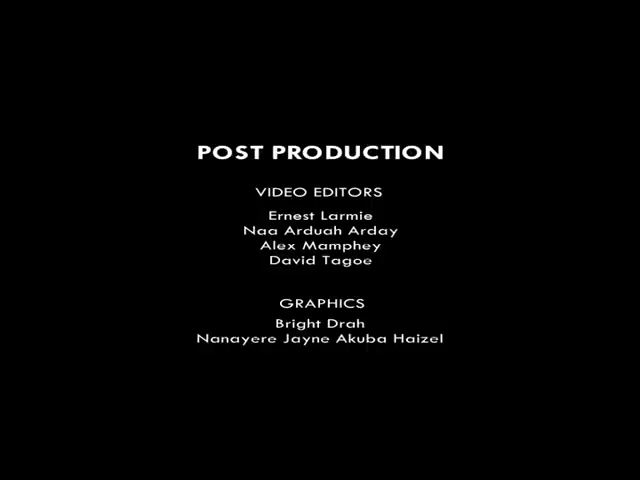 POST PRODUCTION
VIDEO EDITORS
Ernest Larmie
Naa Arduah Arday
Alex Mamphey
David Tagoe
GRAPHICS
Bright Drah
Nanayere Jayne Akuba Haizel